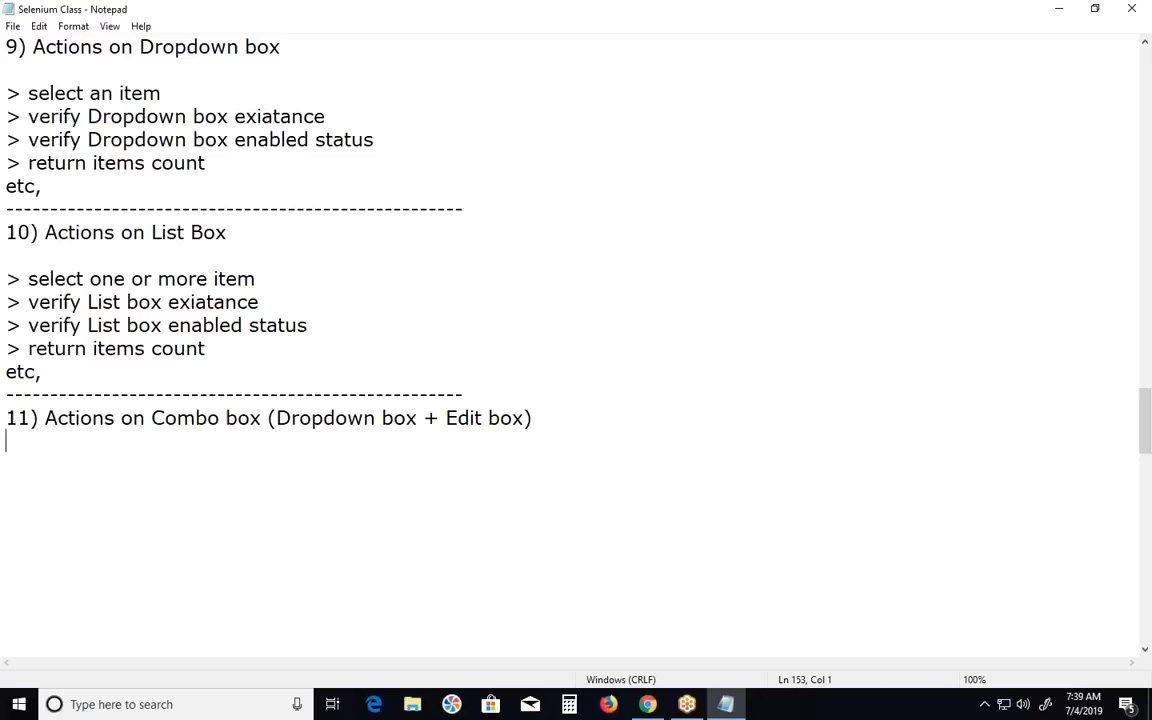 Selenium Class - Notepad
File Edit Format View Help
9) Actions on Dropdown box
> select an item
> verify Dropdown box exiatance
> verify Dropdown box enabled status
> return items count
etc,
---------------------------------------------------
10) Actions on List Box
> select one or more item
> verify List box exiatance
> verify List box enabled status
> return items count
etc,
---------------------------------------------------
11) Actions on Combo box (Dropdown box + Edit box)
Windows (CRLF) Ln 153, Col 1 100%
Type here to search
7:39 AM
7/4/2019
5